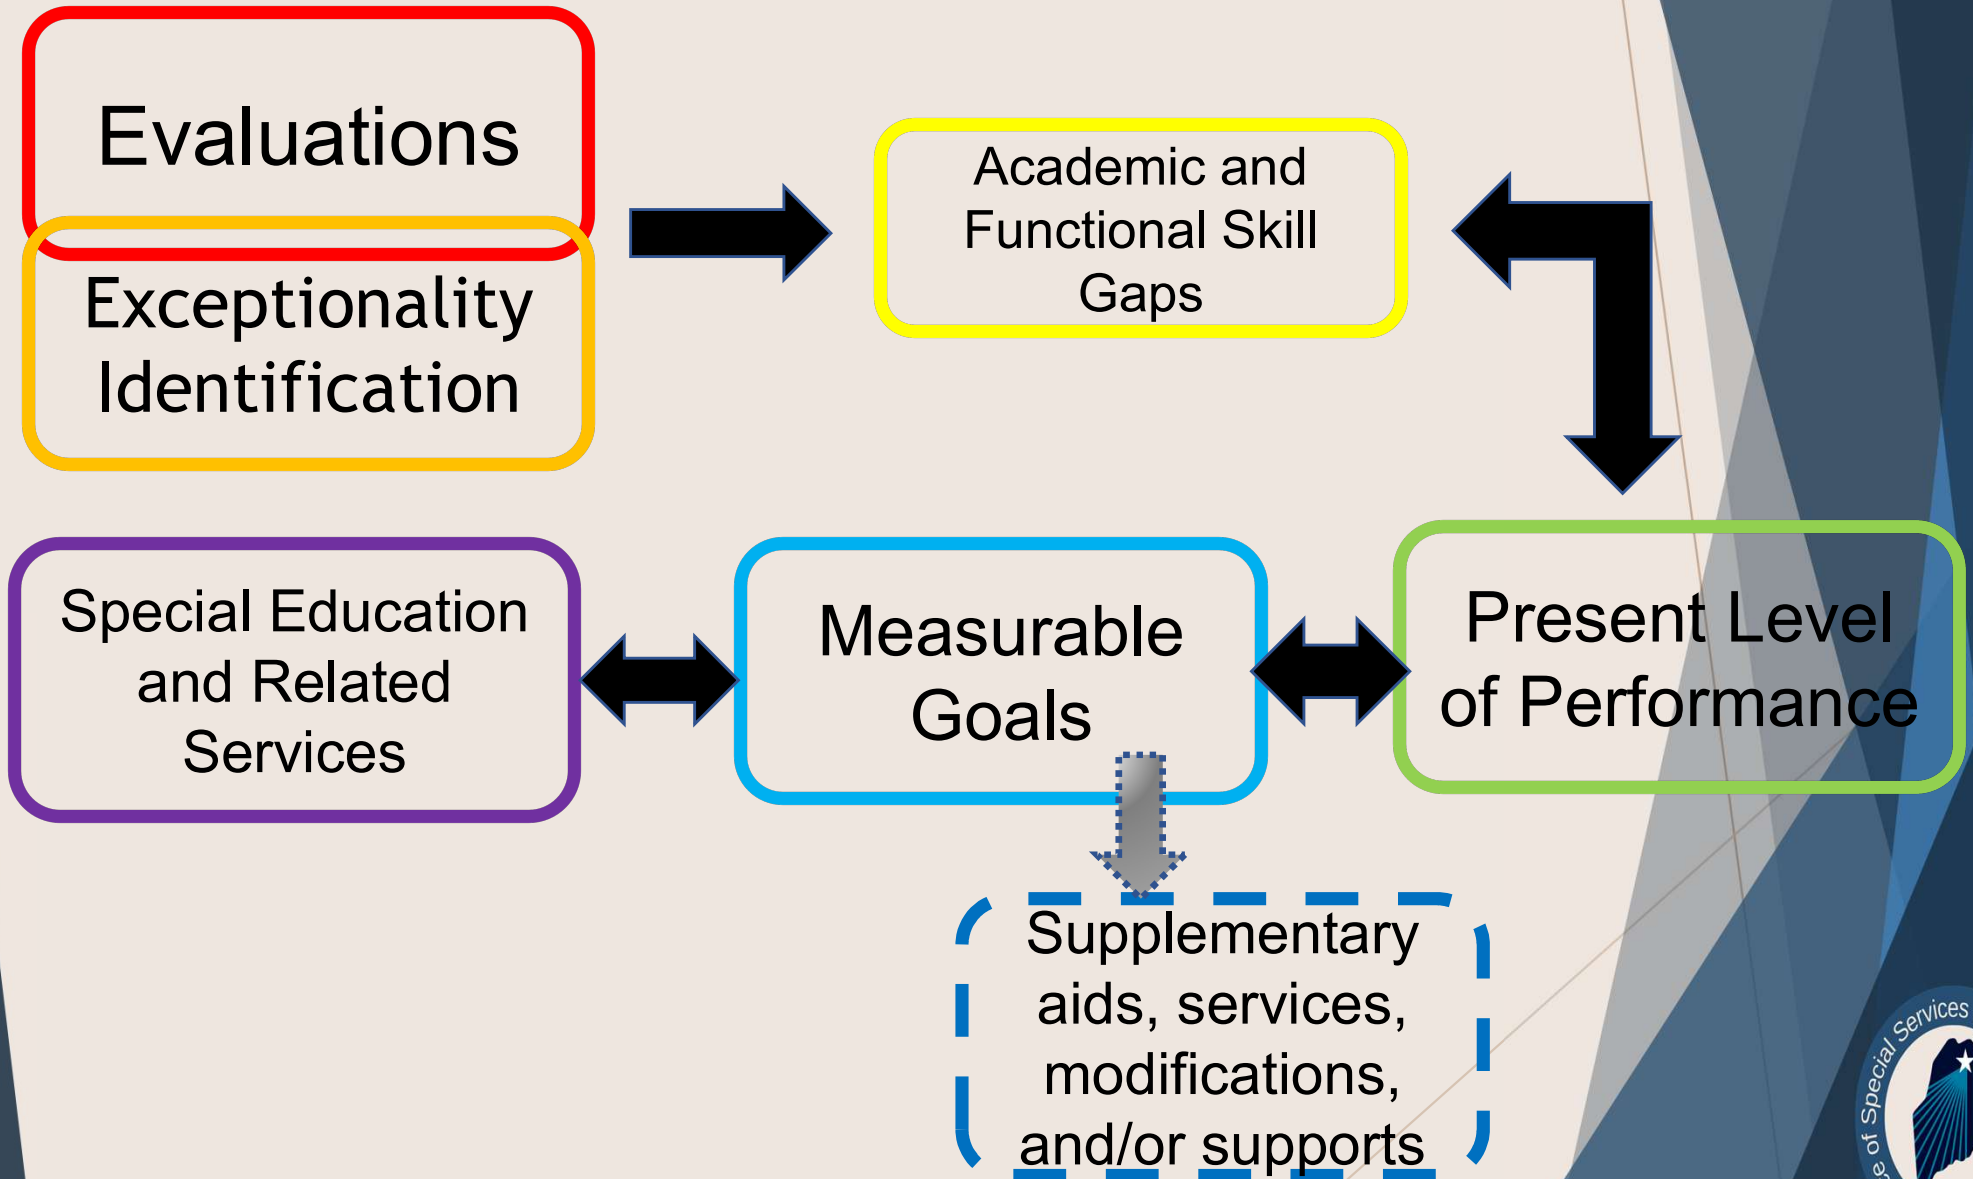 Evaluations
Exceptionality
Identification
Academic and
Functional Skill
Gaps
Special Education
and Related
Services
Measurable
Goals
Present Level
of Performance
Supplementary
aids, services,
modifications,
and/or supports
of Special Services